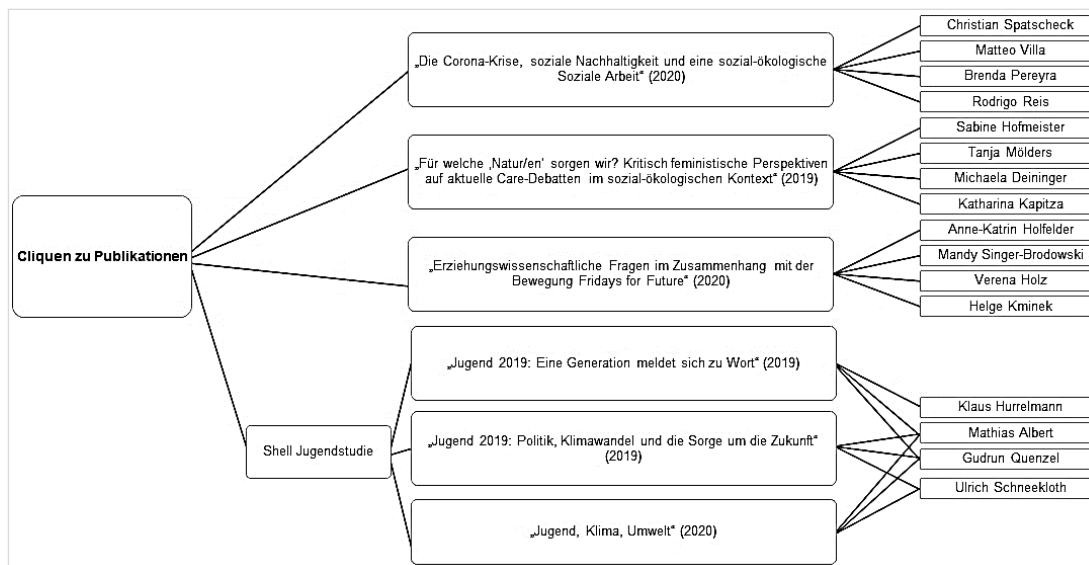 Cliquen zu Publikationen
„Die Corona-Krise, soziale Nachhaltigkeit und eine sozial-ökologische
Soziale Arbeit“ (2020)
Christian Spatscheck
Matteo Villa
Brenda Pereyra
Rodrigo Reis
„Für welche ‚Natur/en‘ sorgen wir? Kritisch feministische Perspektiven
auf aktuelle Care-Debatten im sozial-ökologischen Kontext“ (2019)
Sabine Hofmeister
Tanja Mölders
Michaela Deininger
Katharina Kapitza
„Erziehungswissenschaftliche Fragen im Zusammenhang mit der
Bewegung Fridays for Future“ (2020)
Anne-Katrin Holfelder
Mandy Singer-Brodowski
Verena Holz
Helge Kminek
Shell Jugendstudie
„Jugend 2019: Eine Generation meldet sich zu Wort“ (2019)
„Jugend 2019: Politik, Klimawandel und die Sorge um die Zukunft“
(2019)
„Jugend, Klima, Umwelt“ (2020)
Klaus Hurrelmann
Mathias Albert
Gudrun Quenzel
Ulrich Schneekloth